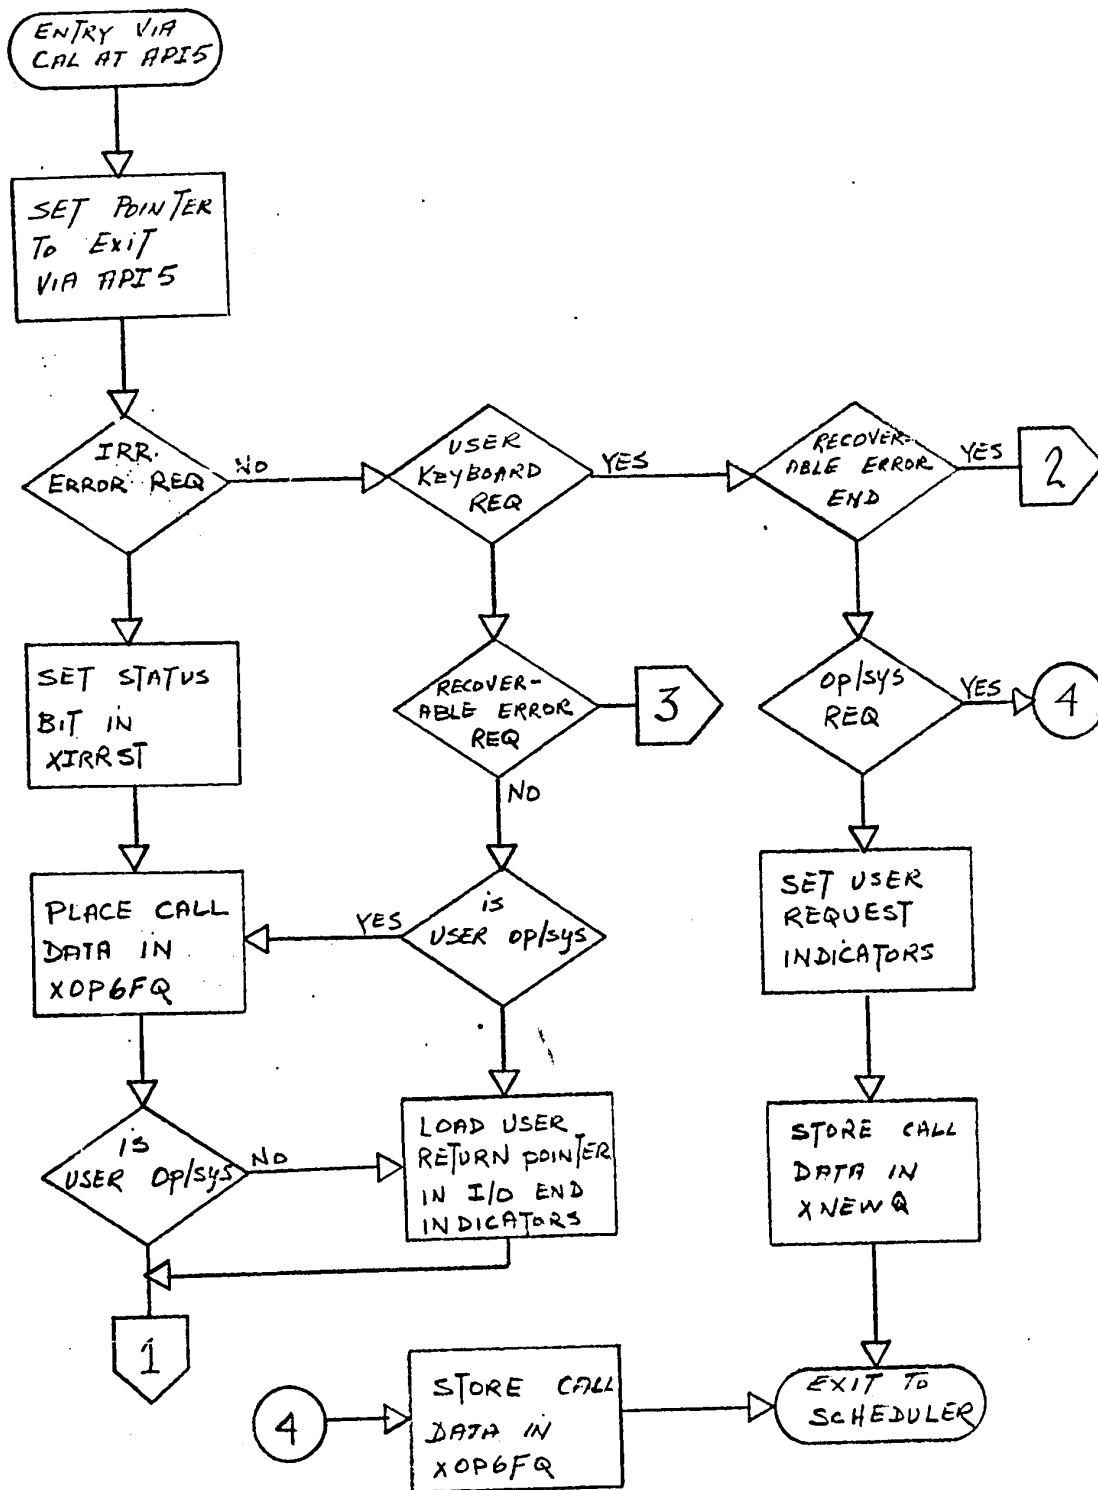 ENTRY VIA
CAL AT API5
SET POINTER
TO EXIT
VIA API5
IRR.
ERROR REQ
NO
USER
KEYBOARD
REQ
YES
RECOVER-
ABLE ERROR
END
YES
2
SET STATUS
BIT IN
XIRRST
RECOVER-
ABLE ERROR
REQ
3
NO
OP/SYS
REQ
YES
4
PLACE CALL
DATA IN
XOP6FQ
YES
is
USER OP/SYS
SET USER
REQUEST
INDICATORS
is
USER OP/SYS
NO
LOAD USER
RETURN POINTER
IN I/O END
INDICATORS
STORE CALL
DATA IN
XNEWQ
1
4
STORE CALL
DATA IN
XOP6FQ
EXIT TO
SCHEDULER